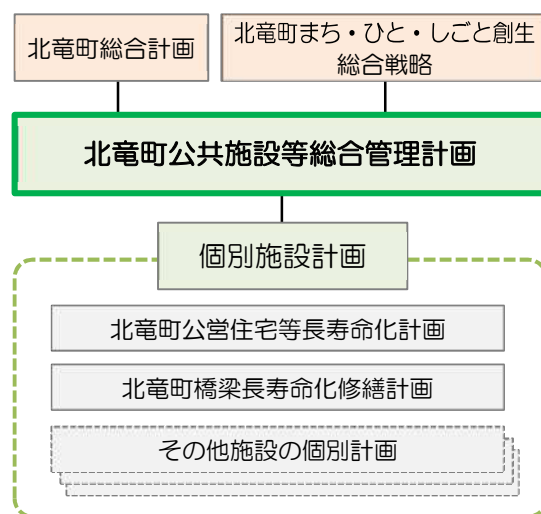 北竜町総合計画
北竜町まち・ひと・しごと創生
総合戦略
北竜町公共施設等総合管理計画
個別施設計画
北竜町公営住宅等長寿命化計画
北竜町橋梁長寿命化修繕計画
その他施設の個別計画